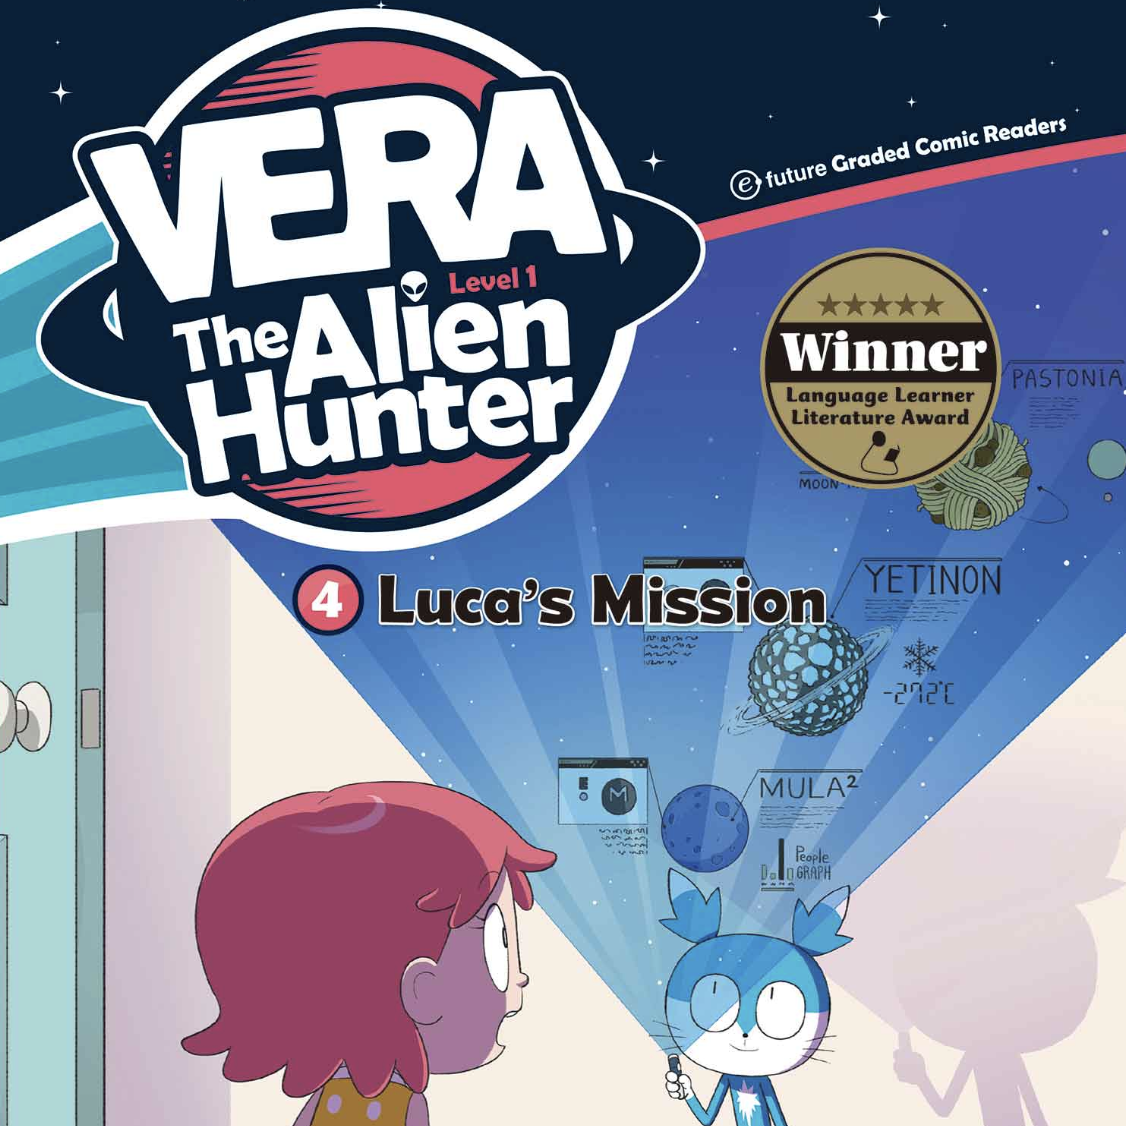 VERA
Level 1
The Alien
Hunter
e future Graded Comic Readers
Winner
Language Learner
Literature Award
PASTONIA
MOON
4 Luca's Mission
YETINON
-272°C
M
MULA²
People
GRAPH